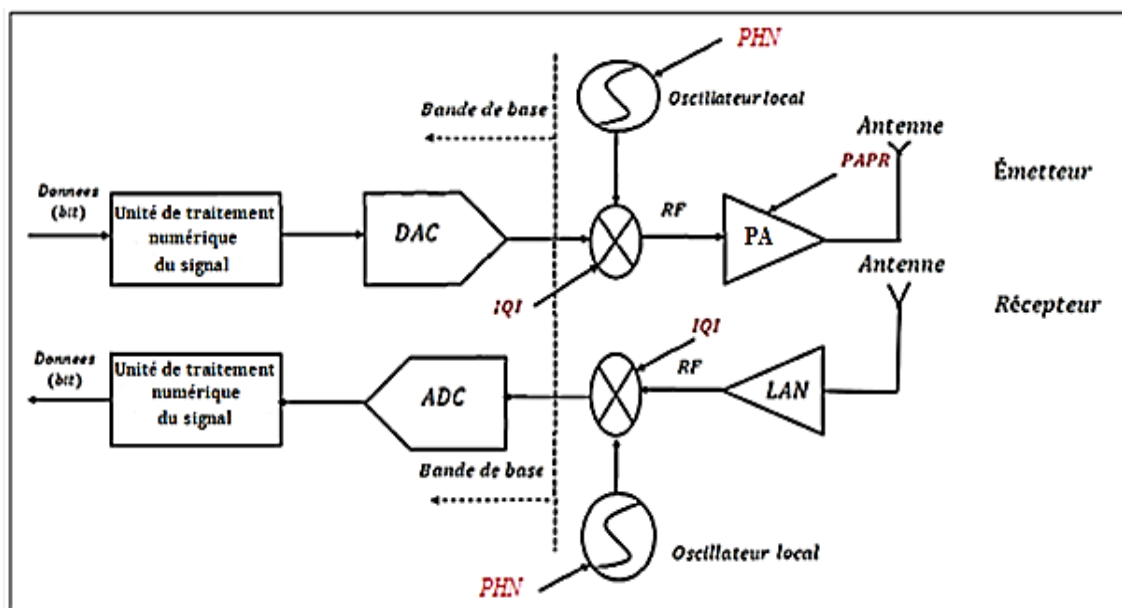 PHN
Oscillateur local
Bande de base
Antenne
PAPR
Émetteur
Donnees
(bit)
Unité de traitement
numérique
du signal
DAC
RF
PA
IQI
Antenne
Récepteur
IQI
Donnees
(bit)
Unité de traitement
numérique
du signal
ADC
RF
LAN
Bande de base
Oscillateur local
PHN